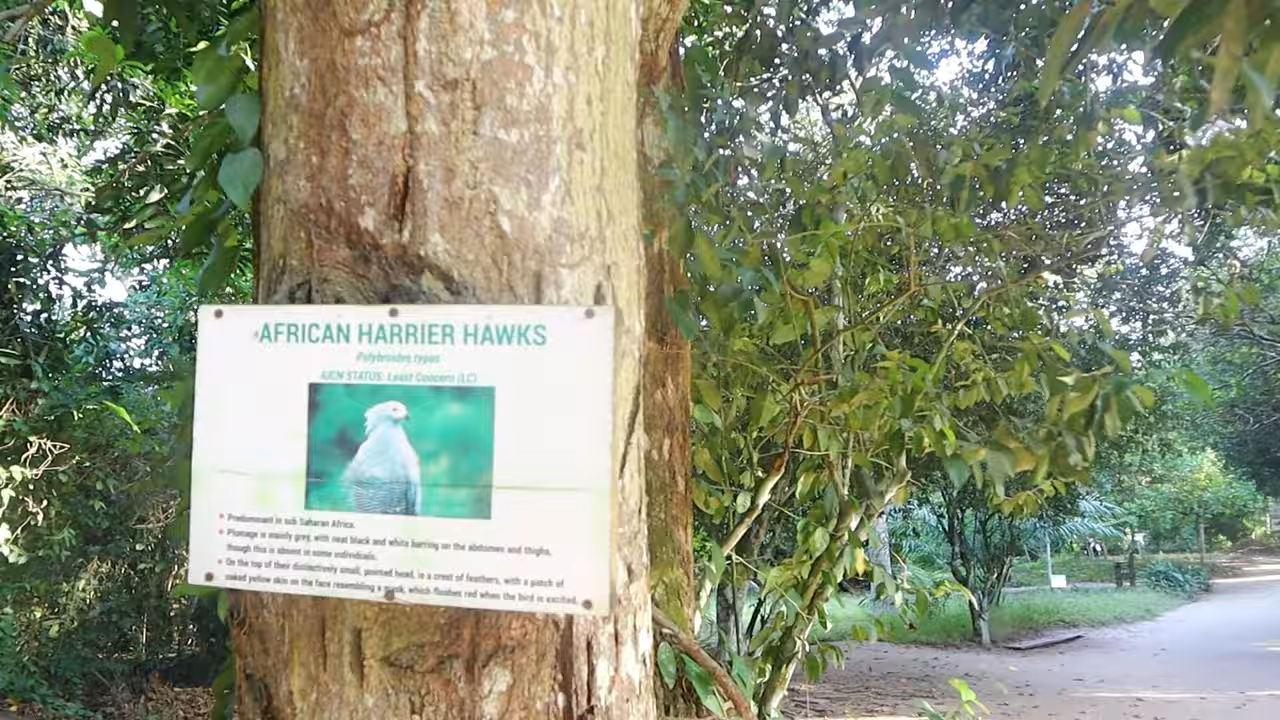 AFRICAN HARRIER HAWKS
Polyboroides typus
IUCN STATUS: Least Concern (LC)
Predominant in sub Saharan Africa.
Plumage is mainly grey, with neat black and white barring on the abdomen and thighs,
though this is absent in some individuals.
On the top of their distinctively small, pointed head, is a crest of feathers, with a patch of
naked yellow skin on the face resembling a mask, which flushes red when the bird is excited.